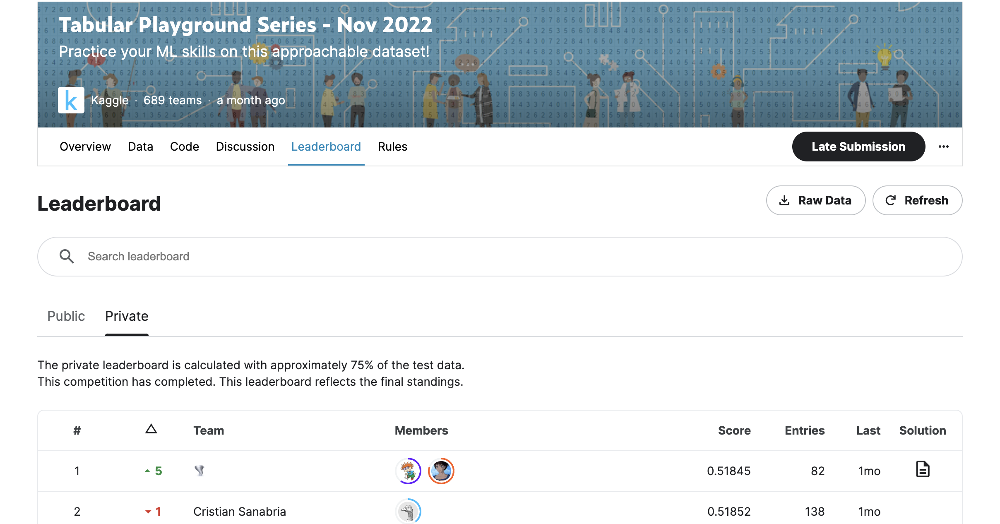 Tabular Playground Series - Nov 2022
Practice your ML skills on this approachable dataset!
k
Kaggle · 689 teams · a month ago
Overview Data Code Discussion Leaderboard Rules Late Submission ...
Leaderboard Raw Data Refresh
Search leaderboard
Public Private
The private leaderboard is calculated with approximately 75% of the test data.
This competition has completed. This leaderboard reflects the final standings.
# △ Team Members Score Entries Last Solution
1 5 🌪 0.51845 82 1mo
2 1 Cristian Sanabria 0.51852 138 1mo